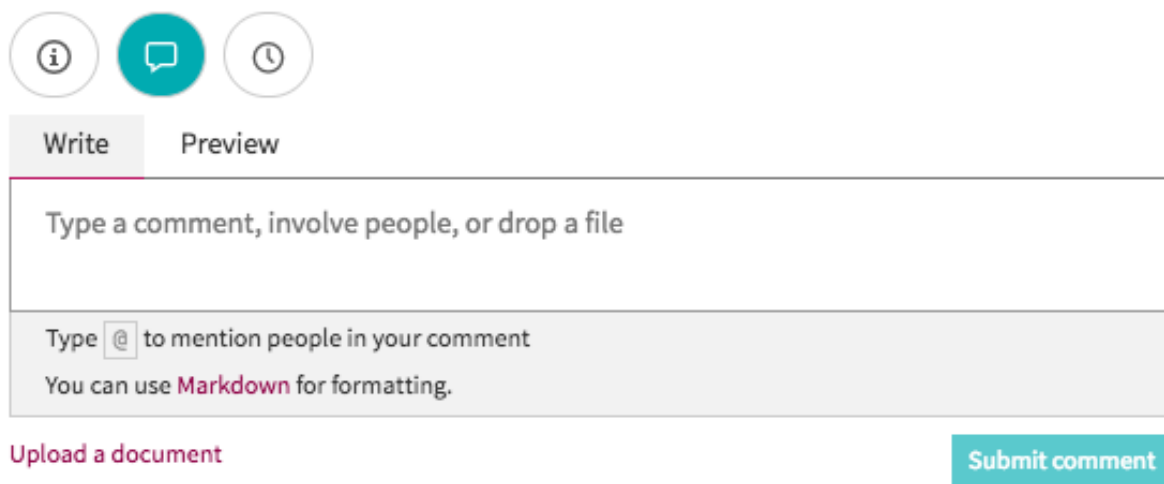 Write Preview
Type a comment, involve people, or drop a file
Type @ to mention people in your comment
You can use Markdown for formatting.
Upload a document
Submit comment